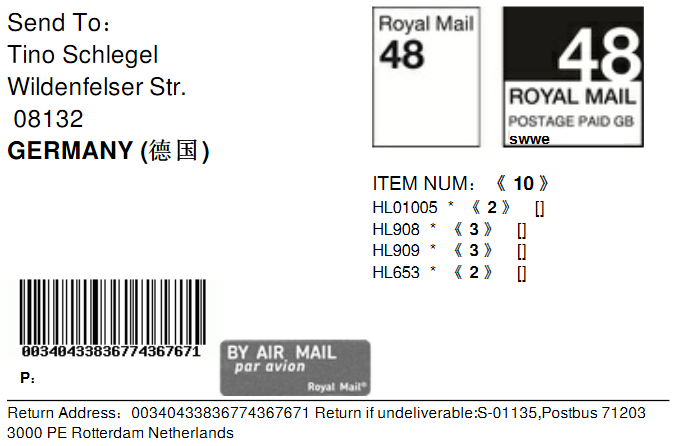 Send To：
Tino Schlegel
Wildenfelser Str.
08132
GERMANY (德国)
Royal Mail
48
48
ROYAL MAIL
POSTAGE PAID GB
swwe
ITEM NUM：《 10 》
HL01005 * 《 2 》 []
HL908 * 《 3 》 []
HL909 * 《 3 》 []
HL653 * 《 2 》 []
00340433836774367671
P：
BY AIR MAIL
par avion
Royal Mail®
Return Address：00340433836774367671 Return if undeliverable:S-01135,Postbus 71203
3000 PE Rotterdam Netherlands